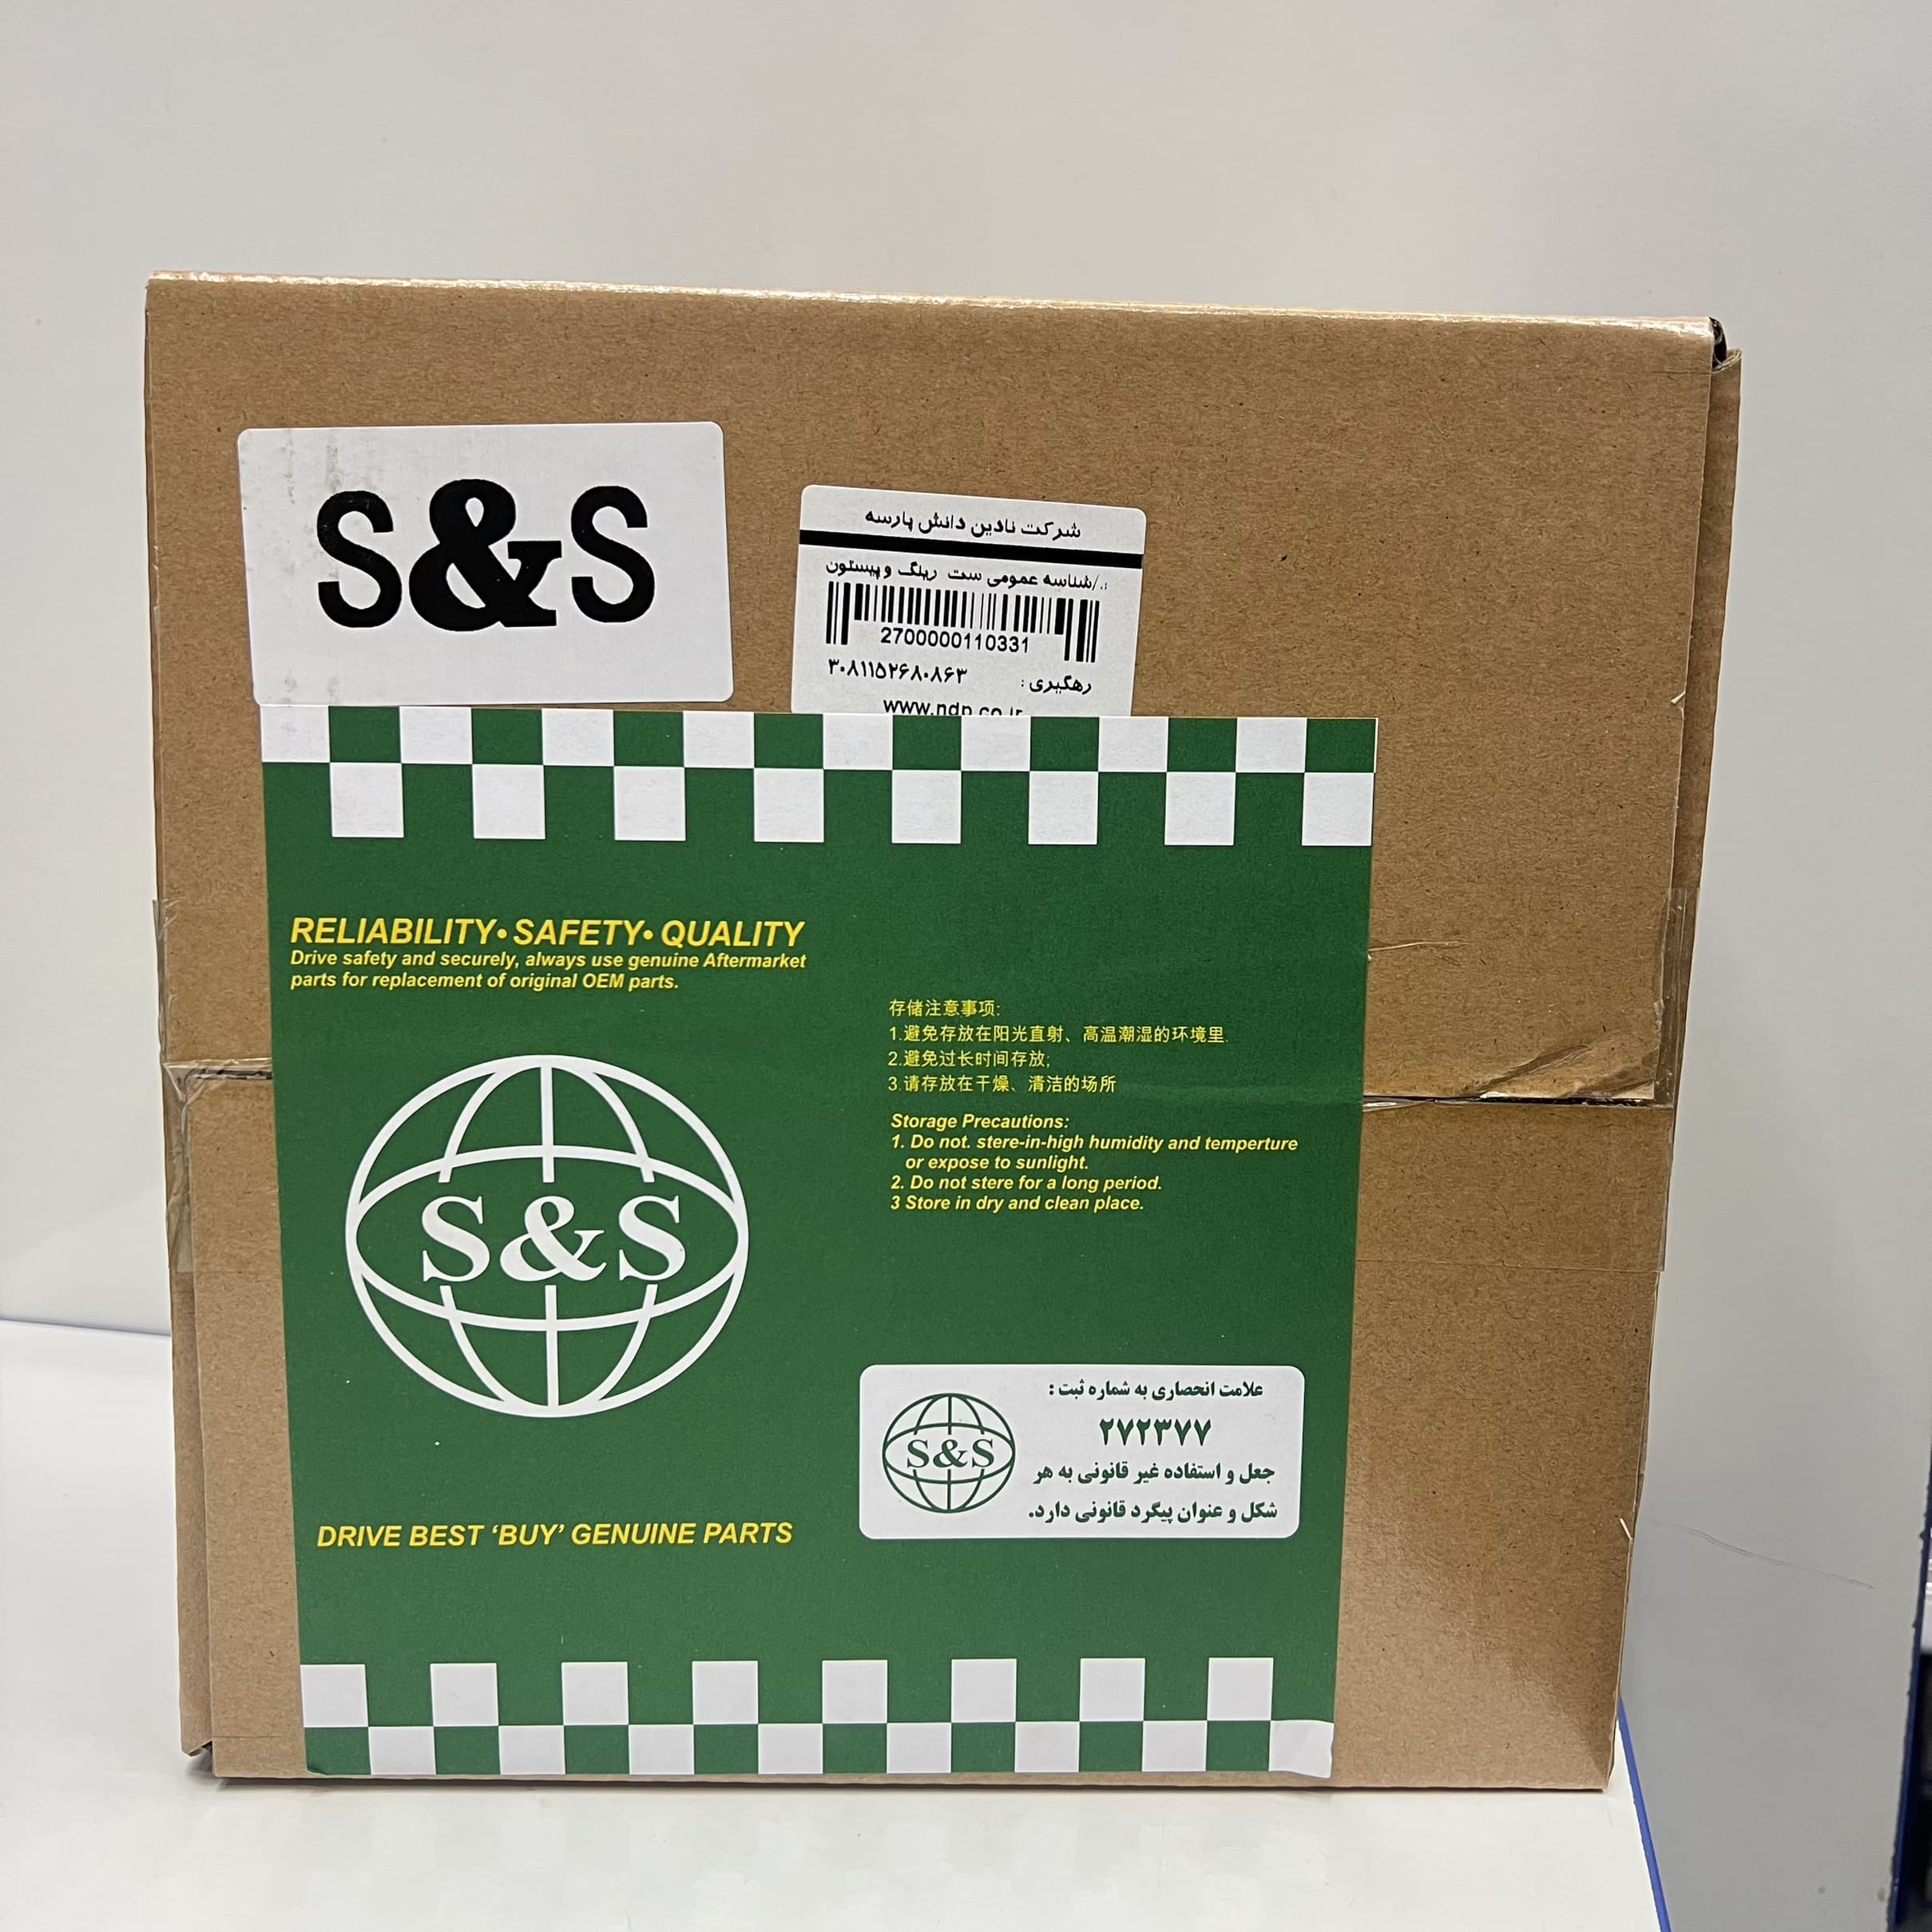 S&S
شرکت نادین دانش پارسه
./شناسه عمومی ست رینگ و پیستون:
2700000110331
رهگیری : ۳۰۸۱۱۵۲۶۸۰۸۶۳
www.ndp.co.ir
RELIABILITY• SAFETY• QUALITY
Drive safety and securely, always use genuine Aftermarket
parts for replacement of original OEM parts.
存储注意事项:
1.避免存放在阳光直射、高温潮湿的环境里.
2.避免过长时间存放;
3.请存放在干燥、清洁的场所
Storage Precautions:
1. Do not. stere-in-high humidity and temperture
or expose to sunlight.
2. Do not stere for a long period.
3 Store in dry and clean place.
S&S
علامت انحصاری به شماره ثبت :
۲۷۲۳۷۷
جعل و استفاده غیر قانونی به هر
شکل و عنوان پیگرد قانونی دارد.
S&S
DRIVE BEST ‘BUY’ GENUINE PARTS